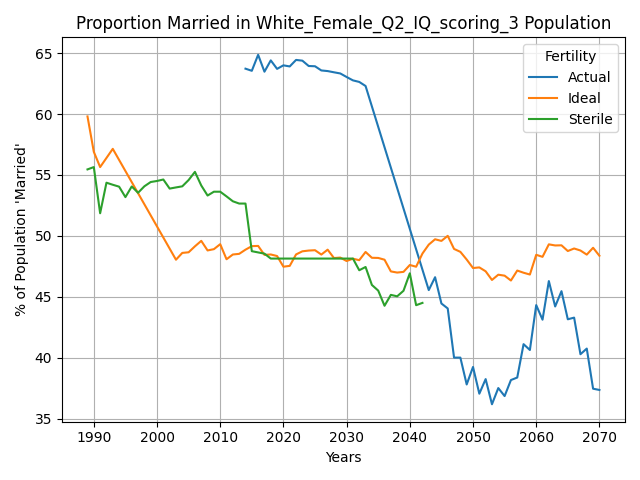 Proportion Married in White_Female_Q2_IQ_scoring_3 Population
% of Population 'Married'
65
60
55
50
45
40
35
Fertility
Actual
Ideal
Sterile
1990 2000 2010 2020 2030 2040 2050 2060 2070
Years